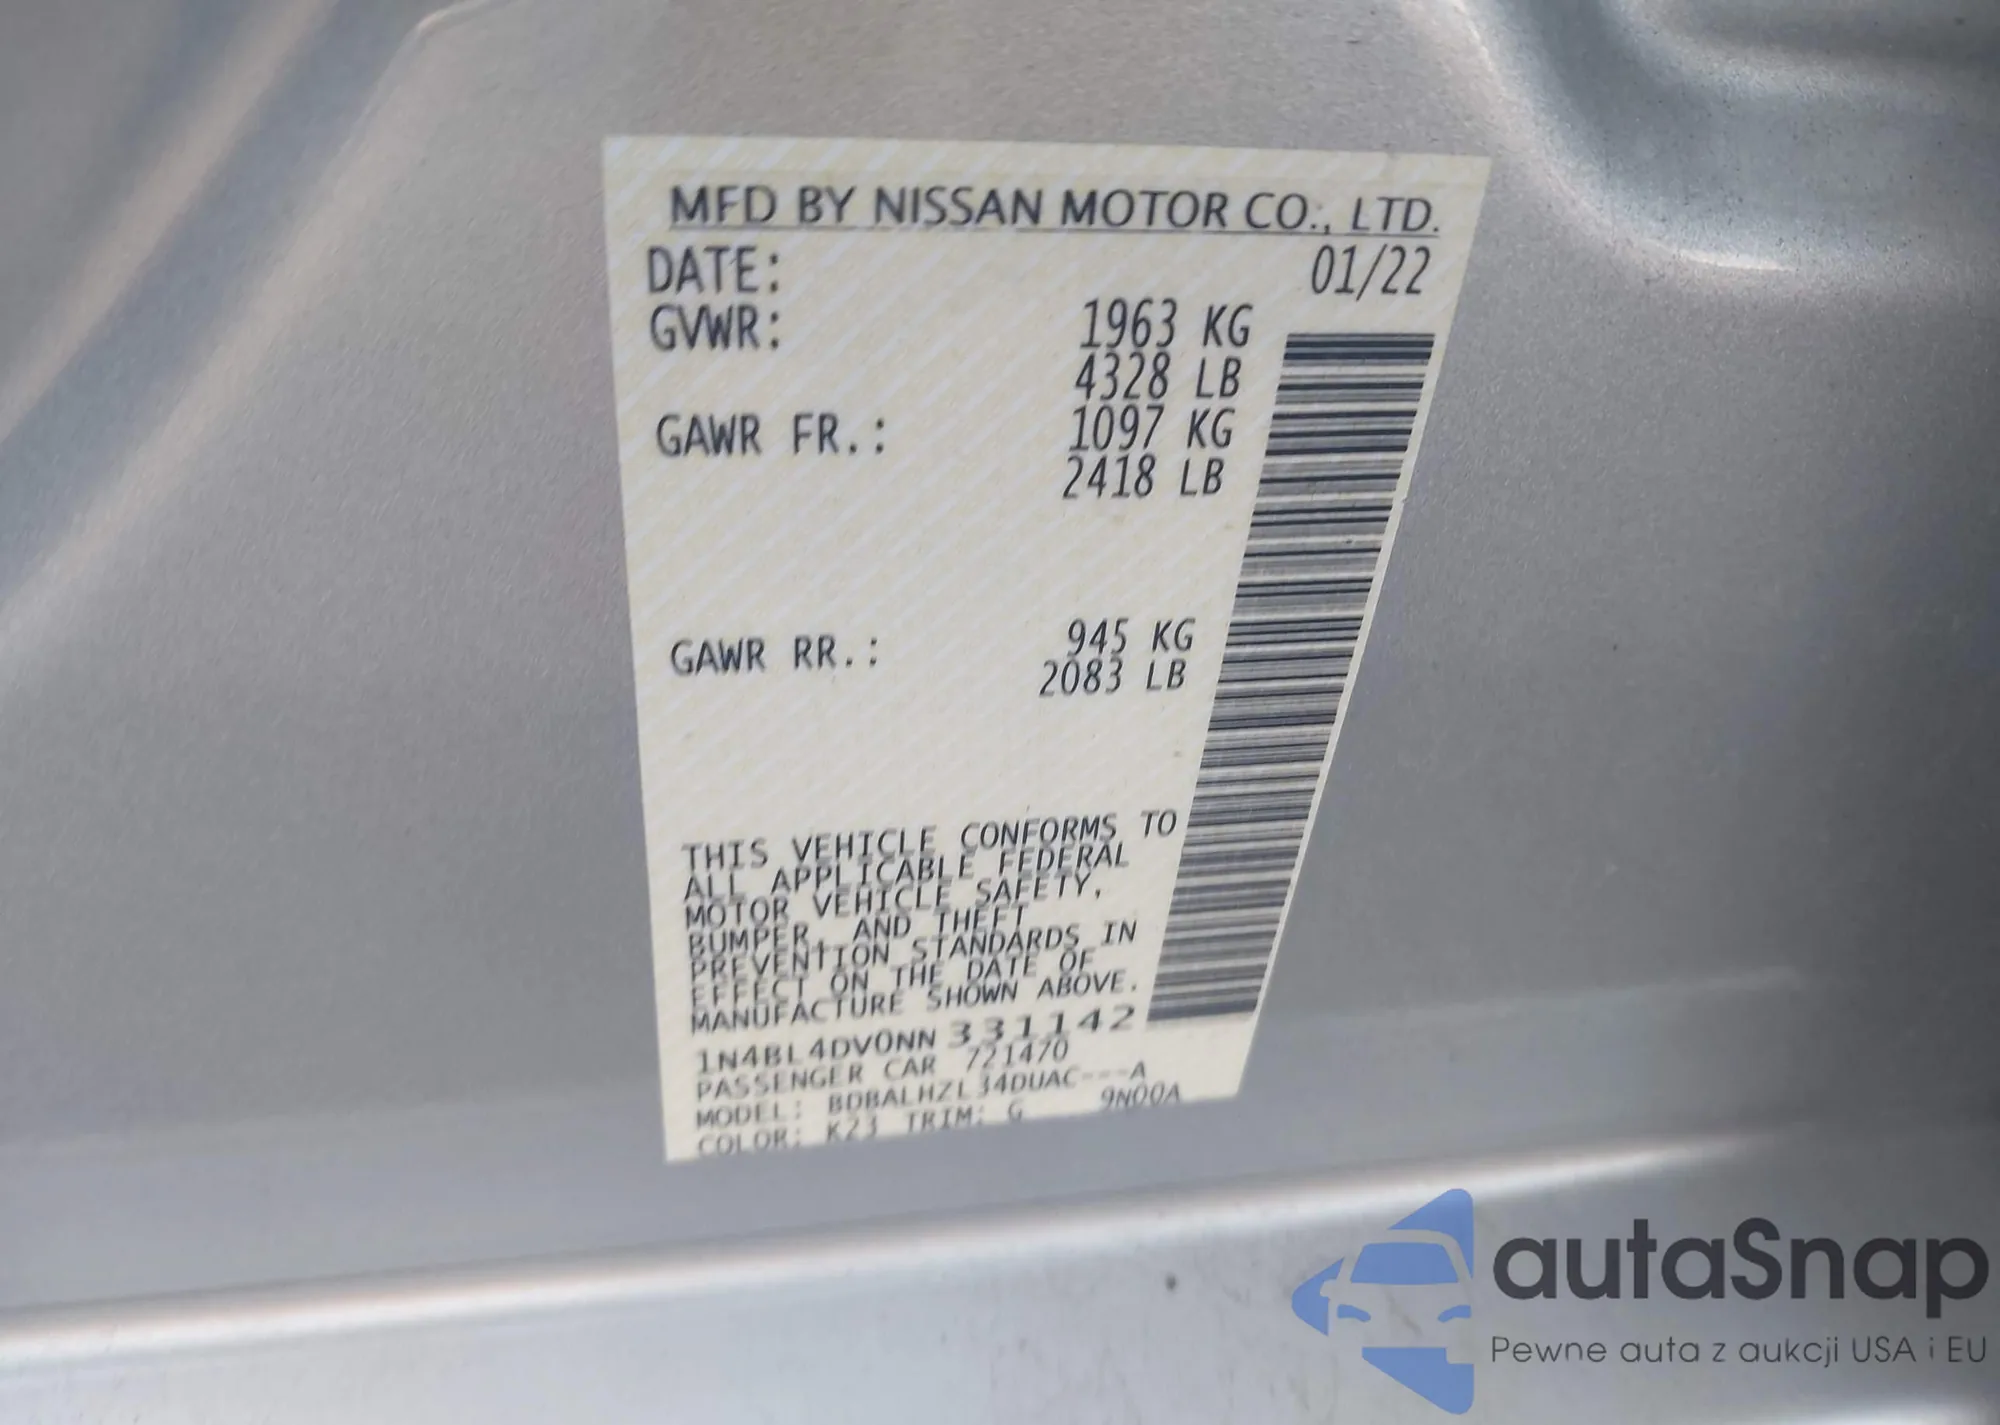 MFD BY NISSAN MOTOR CO., LTD.
DATE: 01/22
GVWR: 1963 KG
4328 LB
GAWR FR.: 1097 KG
2418 LB
GAWR RR.: 945 KG
2083 LB
THIS VEHICLE CONFORMS TO
ALL APPLICABLE FEDERAL
MOTOR VEHICLE SAFETY,
BUMPER, AND THEFT
PREVENTION STANDARDS IN
EFFECT ON THE DATE OF
MANUFACTURE SHOWN ABOVE.
1N4BL4DV0NN 331142
PASSENGER CAR 721470
MODEL: BDBALHZL34DUAC---A
COLOR: K23 TRIM: G 9N00A
autaSnap
Pewne auta z aukcji USA i EU